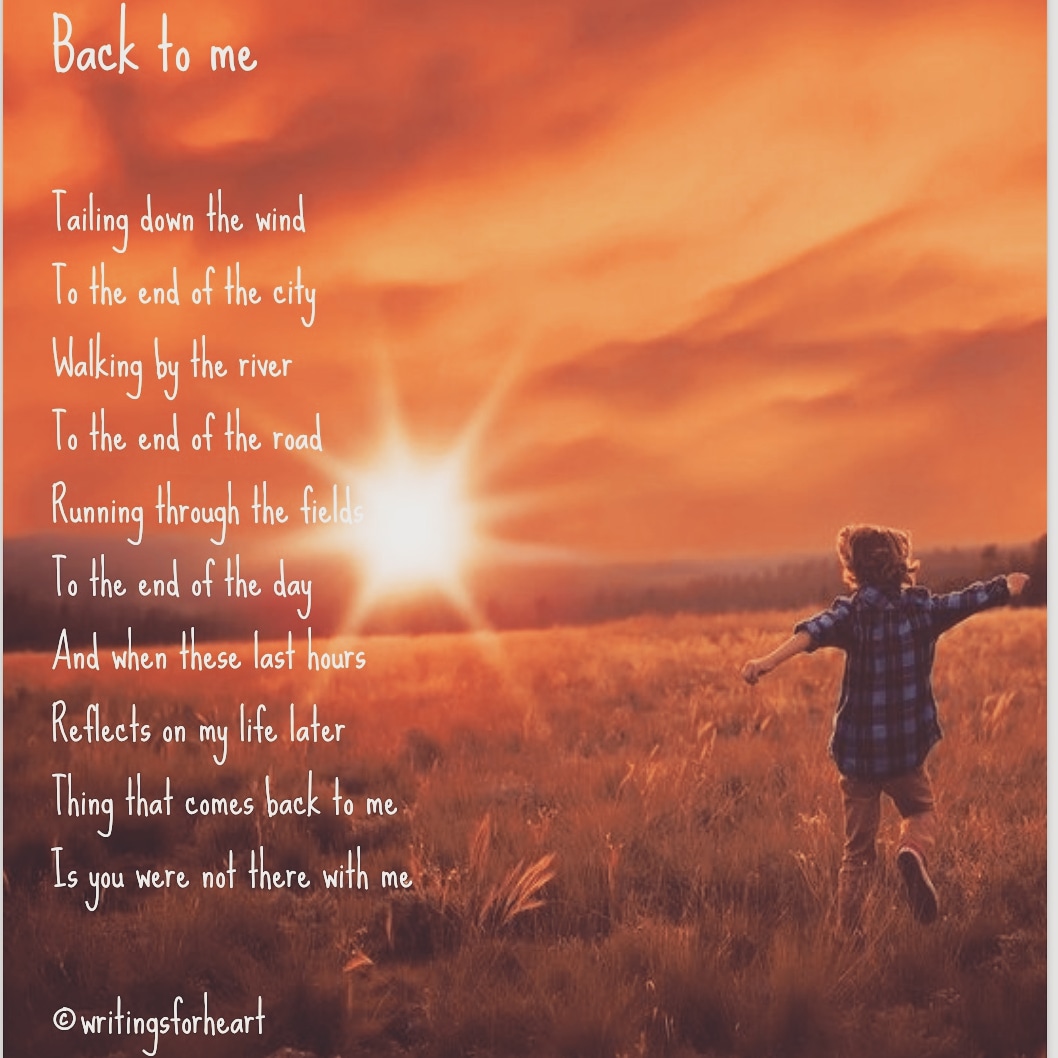 Back to me
Tailing down the wind
To the end of the city
Walking by the river
To the end of the road
Running through the fields
To the end of the day
And when these last hours
Reflects on my life later
Thing that comes back to me
Is you were not there with me
©writingsforheart